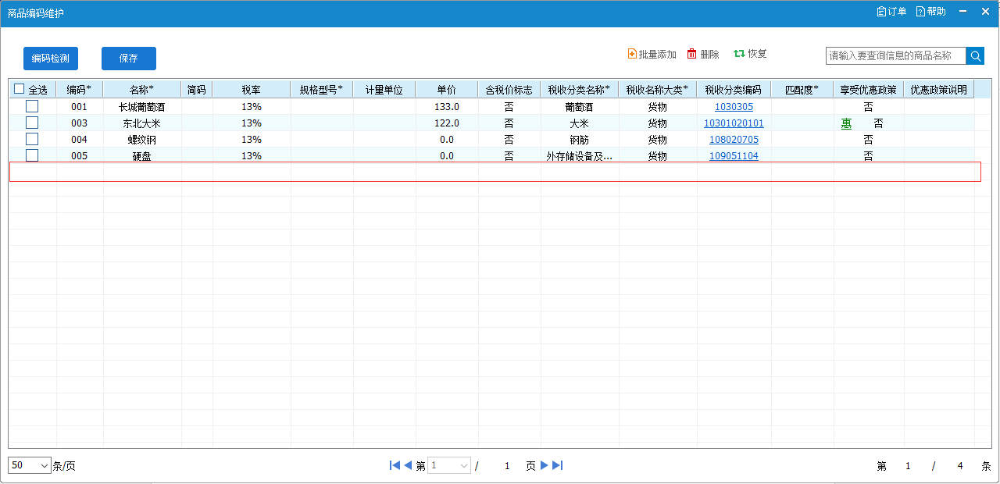 商品编码维护 订单 帮助
编码检测 保存 批量添加 删除 恢复 请输入要查询信息的商品名称
全选 编码* 名称* 简码 税率 规格型号* 计量单位 单价 含税价标志 税收分类名称* 税收名称大类* 税收分类编码 匹配度* 享受优惠政策 优惠政策说明
001 长城葡萄酒 13% 133.0 否 葡萄酒 货物 1030305 否
003 东北大米 13% 122.0 否 大米 货物 10301020101 惠 否
004 螺纹钢 13% 0.0 否 钢筋 货物 108020705 否
005 硬盘 13% 0.0 否 外存储设备及... 货物 109051104 否
50 条/页 第 1 / 1 页 第 1 / 4 条